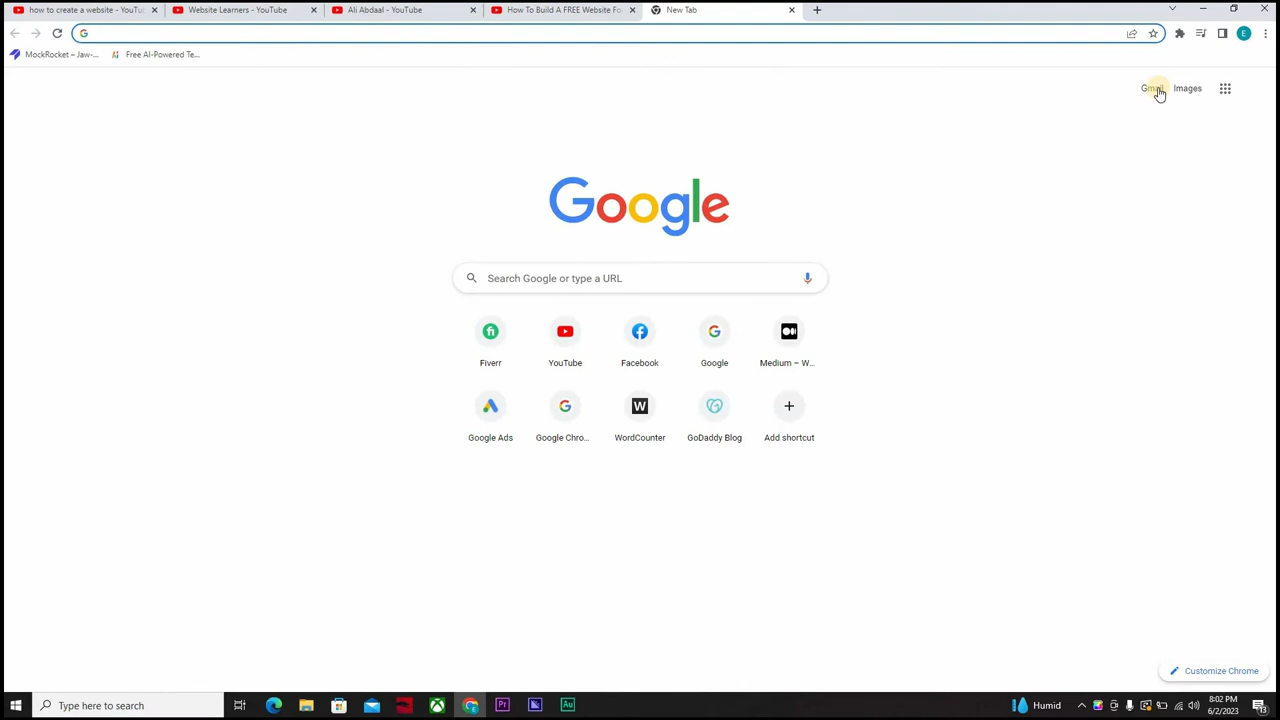 how to create a website - YouTu
Website Learners - YouTube
Ali Abdaal - YouTube
How To Build A FREE Website Fo
New Tab
E
MockRocket – Jaw-...
Free AI-Powered Te...
Gmail
Images
Google
Search Google or type a URL
Fiverr
YouTube
Facebook
Google
Medium – W...
Google Ads
Google Chro...
WordCounter
GoDaddy Blog
Add shortcut
Customize Chrome
Type here to search
Humid
8:02 PM
6/2/2023